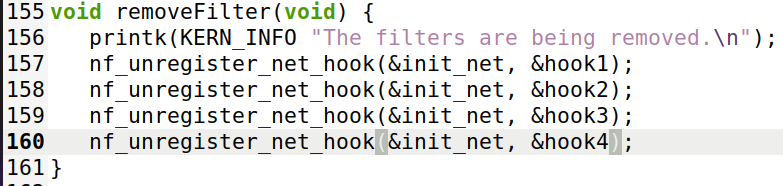 155 void removeFilter(void) {
156    printk(KERN_INFO "The filters are being removed.\n");
157    nf_unregister_net_hook(&init_net, &hook1);
158    nf_unregister_net_hook(&init_net, &hook2);
159    nf_unregister_net_hook(&init_net, &hook3);
160    nf_unregister_net_hook(&init_net, &hook4);
161 }